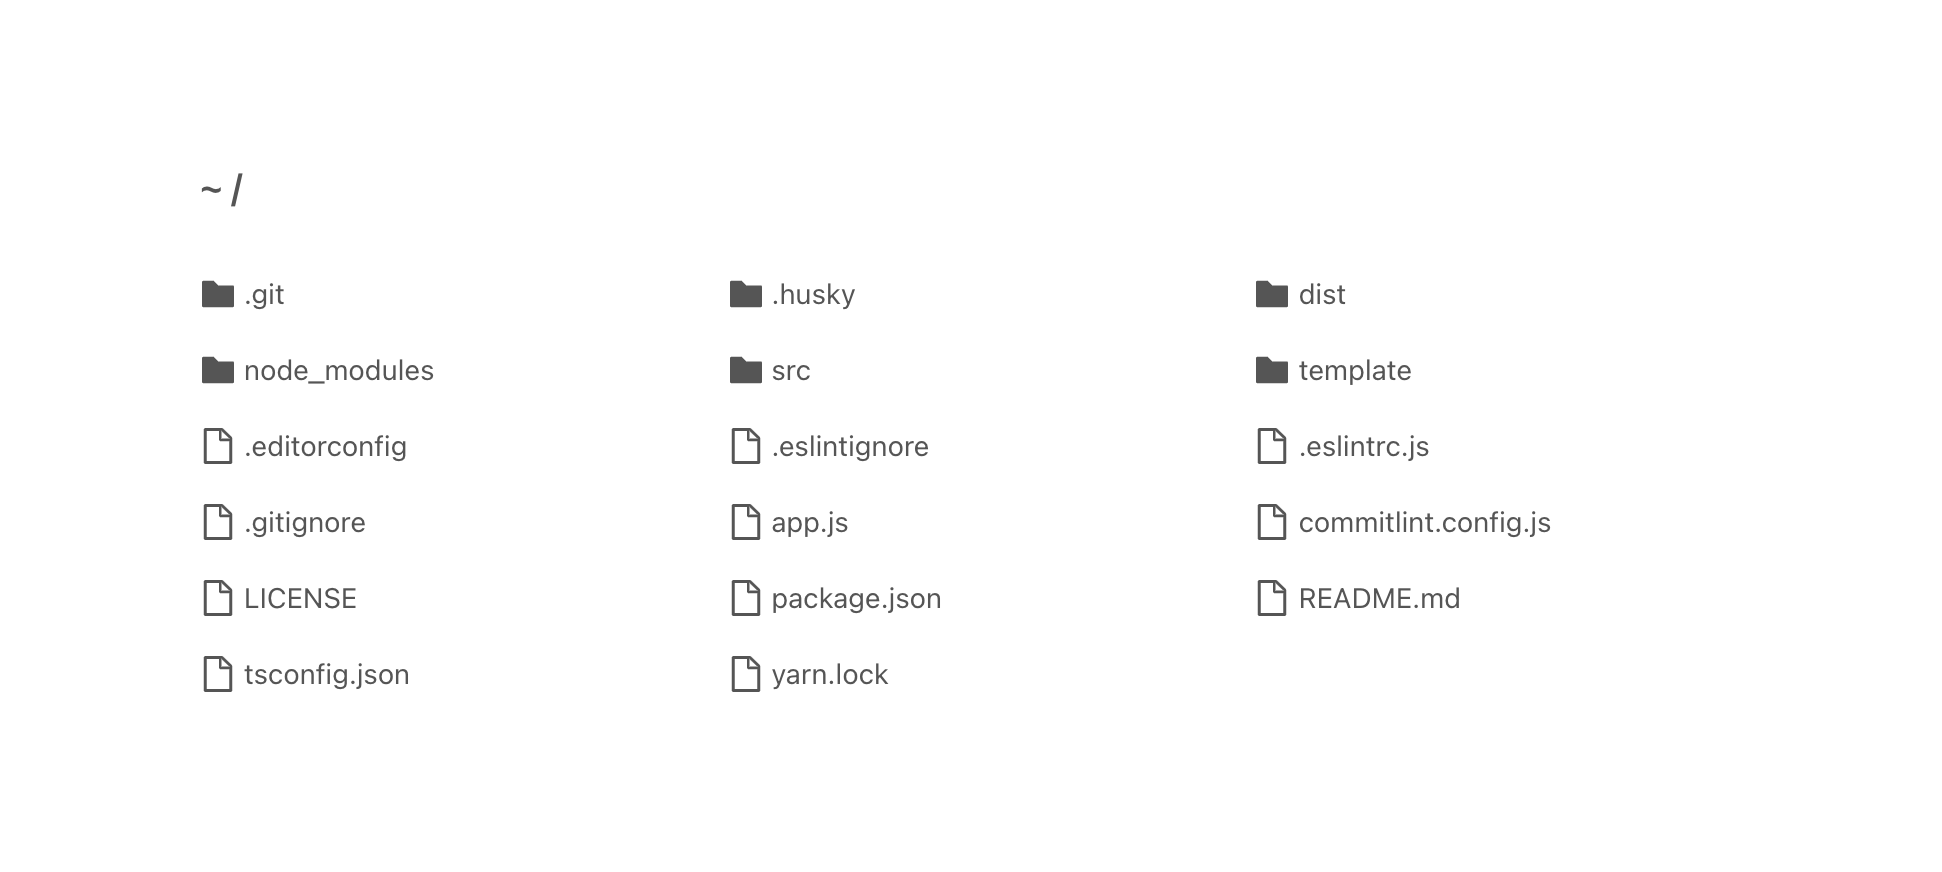 ~ /
.git .husky dist
node_modules src template
.editorconfig .eslintignore .eslintrc.js
.gitignore app.js commitlint.config.js
LICENSE package.json README.md
tsconfig.json yarn.lock